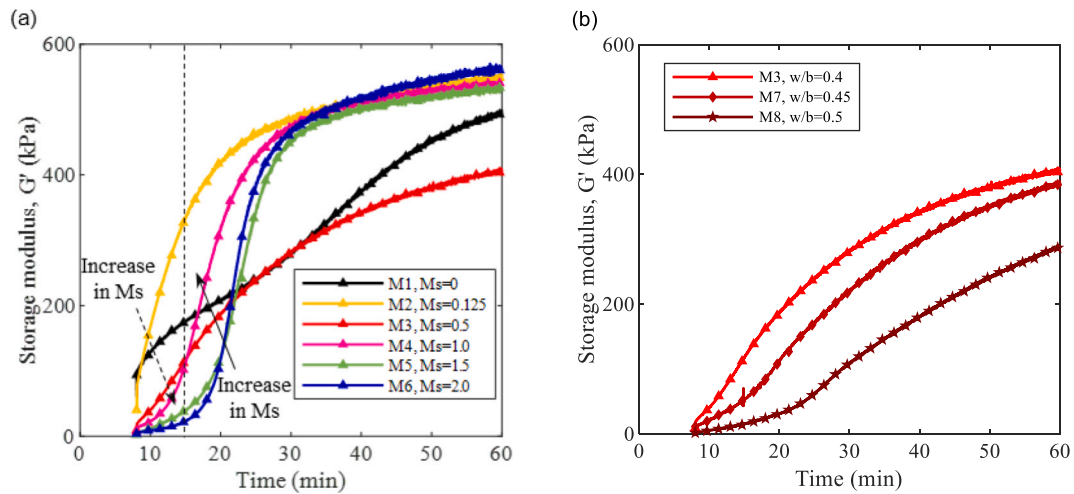 (a)
600
400
200
0
10
20
30
40
50
60
Storage modulus, G' (kPa)
Time (min)
Increase
in Ms
Increase
in Ms
M1, Ms=0
M2, Ms=0.125
M3, Ms=0.5
M4, Ms=1.0
M5, Ms=1.5
M6, Ms=2.0
(b)
600
400
200
0
0
10
20
30
40
50
60
Storage modulus, G' (kPa)
Time (min)
M3, w/b=0.4
M7, w/b=0.45
M8, w/b=0.5